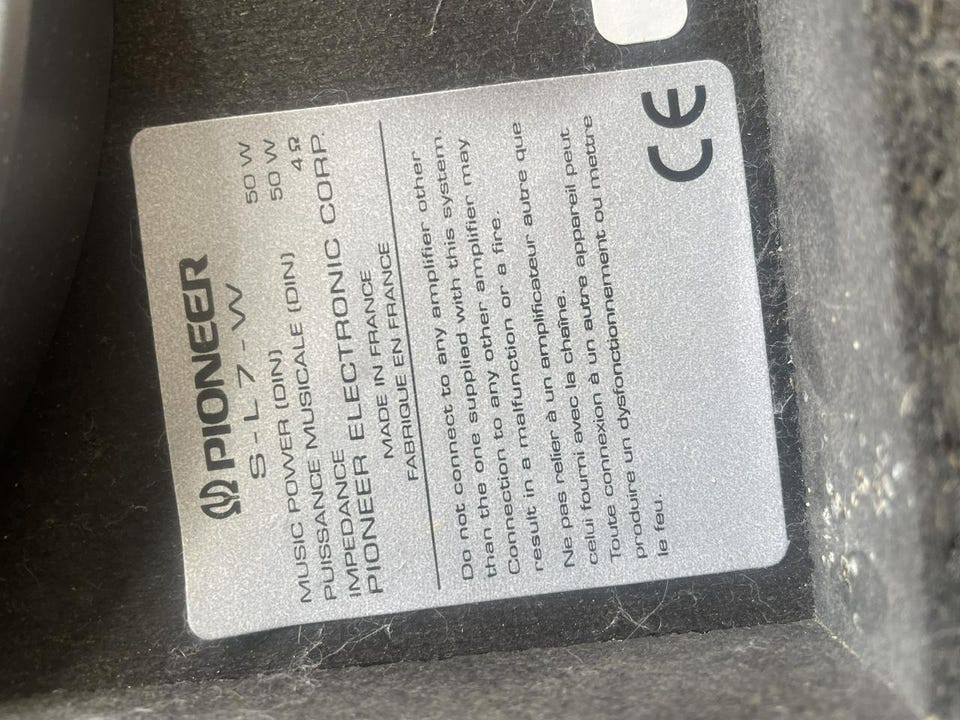 PIONEER
S-L7-W
MUSIC POWER (DIN) 50 W
PUISSANCE MUSICALE (DIN) 50 W
IMPEDANCE 4Ω
PIONEER ELECTRONIC CORP.
MADE IN FRANCE
FABRIQUE EN FRANCE
Do not connect to any amplifier other
than the one supplied with this system.
Connection to any other amplifier may
result in a malfunction or a fire.
Ne pas relier à un amplificateur autre que
celui fourni avec la chaîne.
Toute connexion à un autre appareil peut
produire un dysfonctionnement ou mettre
le feu.
CE